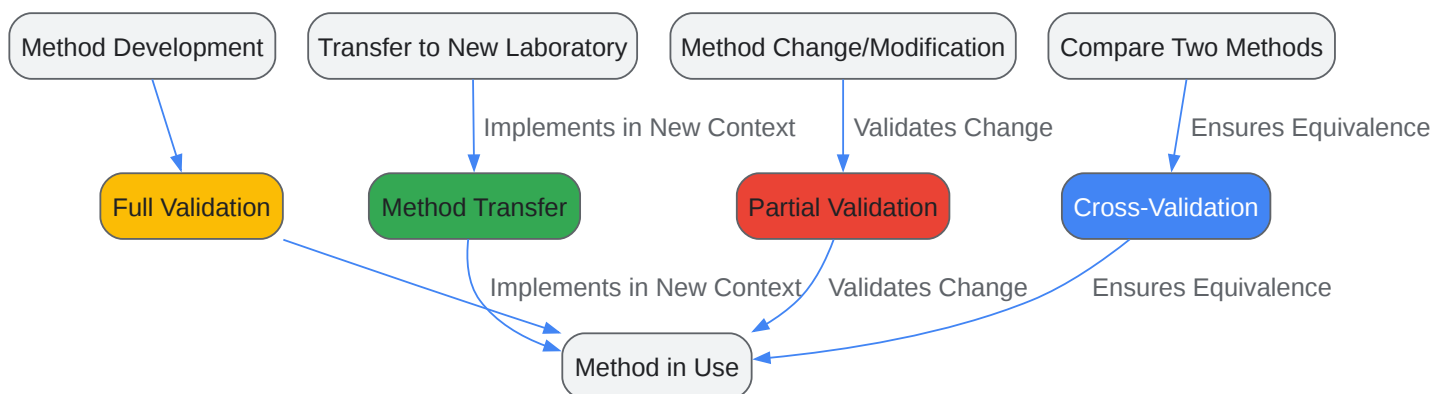 Method Development
Transfer to New Laboratory
Method Change/Modification
Compare Two Methods
Implements in New Context
Validates Change
Ensures Equivalence
Full Validation
Method Transfer
Partial Validation
Cross-Validation
Implements in New Context
Validates Change
Ensures Equivalence
Method in Use